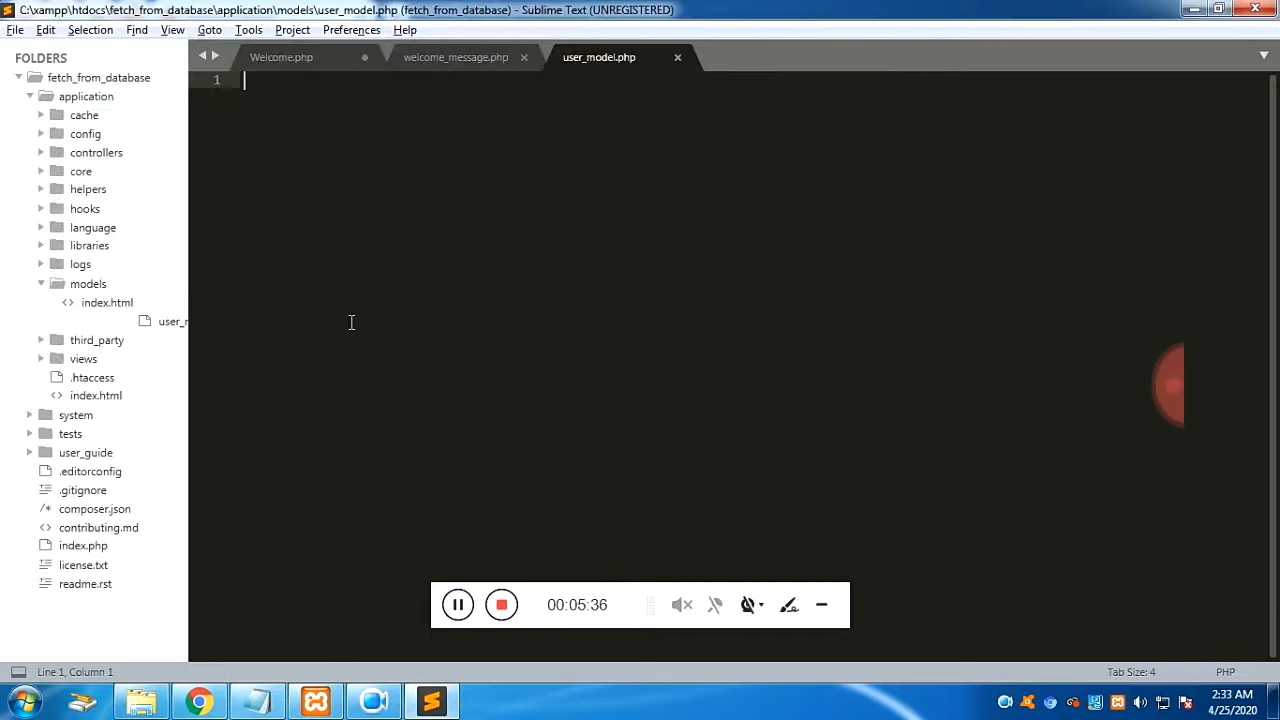 C:\xampp\htdocs\fetch_from_database\application\models\user_model.php (fetch_from_database) - Sublime Text (UNREGISTERED)
File Edit Selection Find View Goto Tools Project Preferences Help
FOLDERS
Welcome.php welcome_message.php user_model.php
fetch_from_database
1
application
cache
config
controllers
core
helpers
hooks
language
libraries
logs
models
index.html
user_r
third_party
views
.htaccess
index.html
system
tests
user_guide
.editorconfig
.gitignore
composer.json
contributing.md
index.php
license.txt
readme.rst
00:05:36
Line 1, Column 1 Tab Size: 4 PHP
2:33 AM
4/25/2020